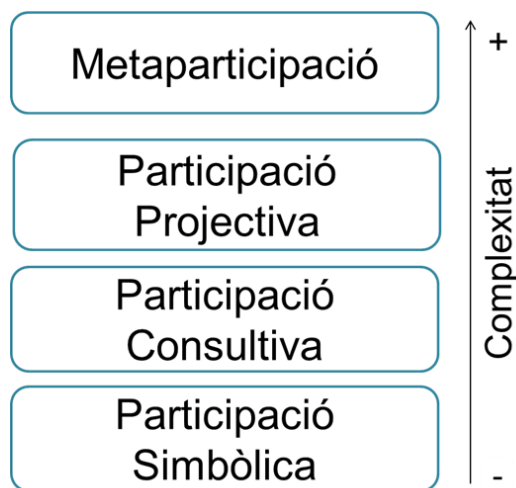 Metaparticipació
Participació
Projectiva
Participació
Consultiva
Participació
Simbòlica
+
Complexitat
-